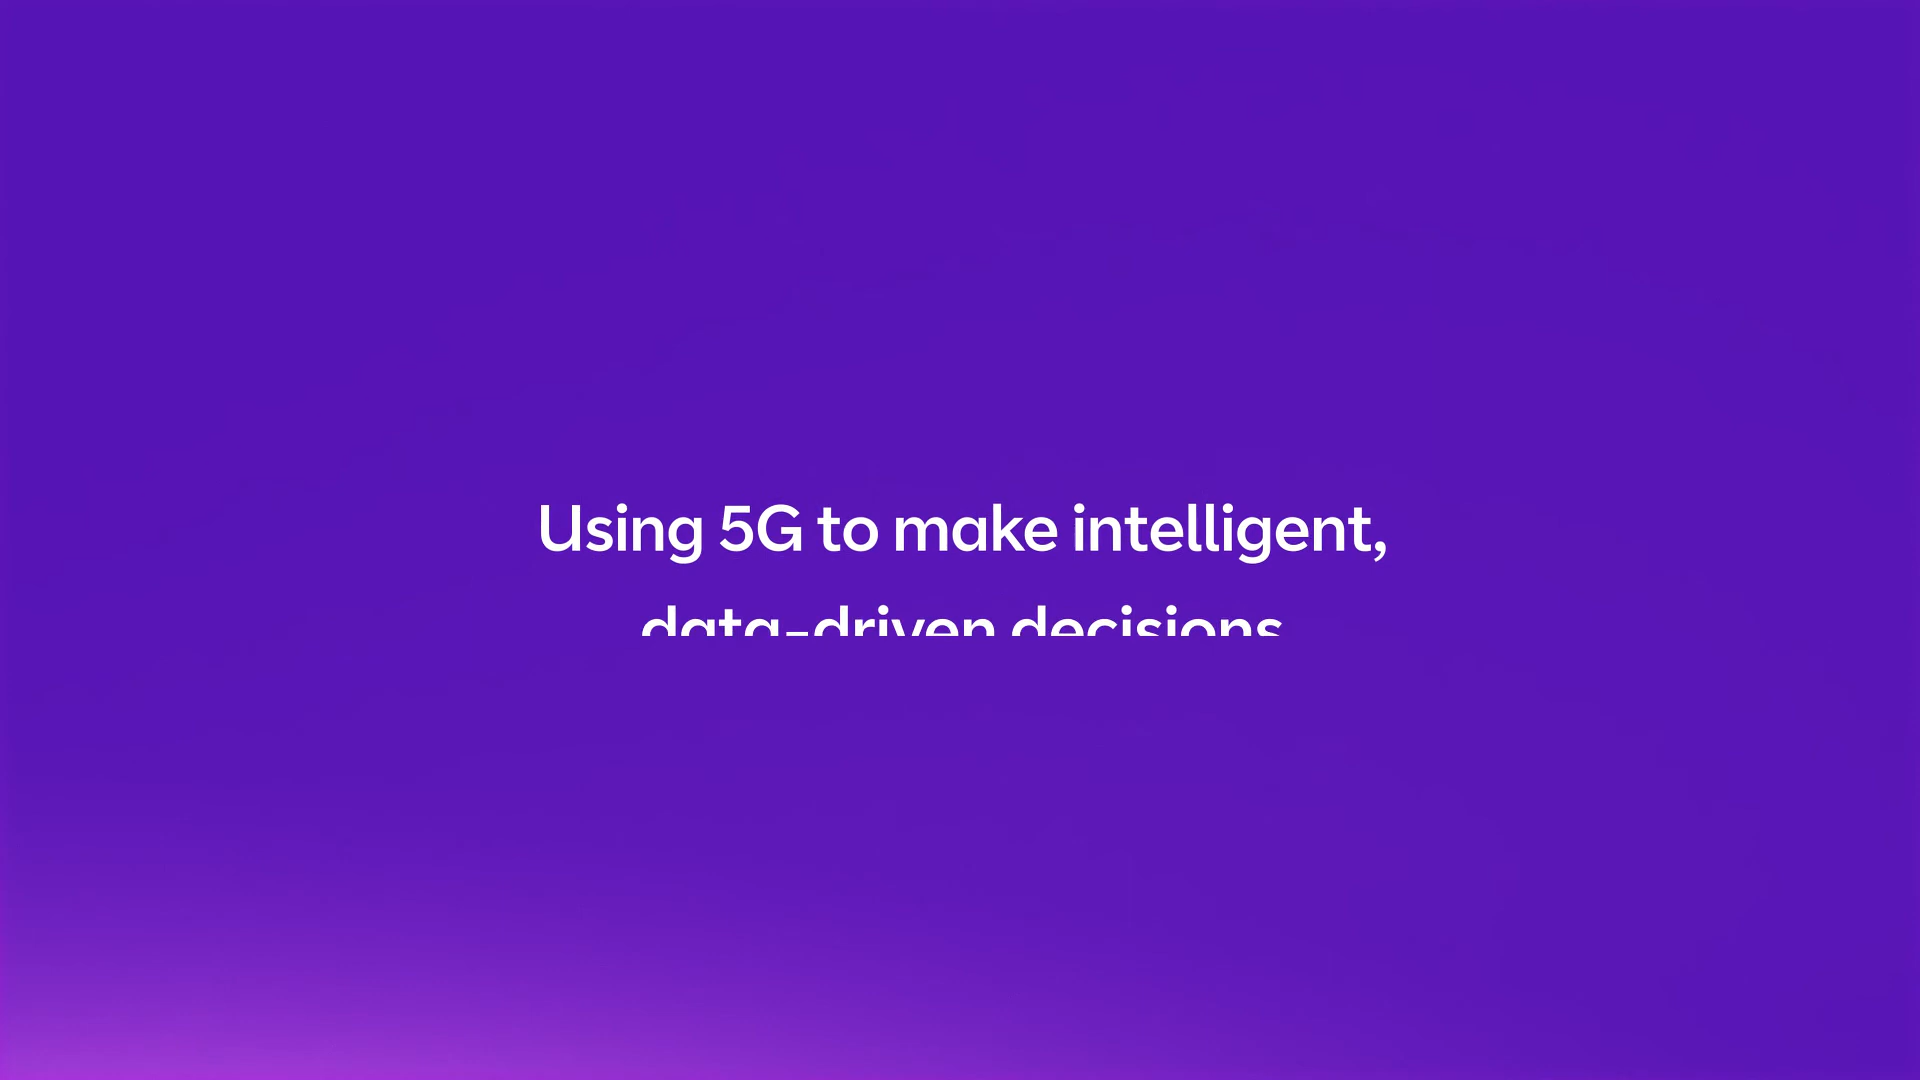 Using 5G to make intelligent,
data-driven decisions